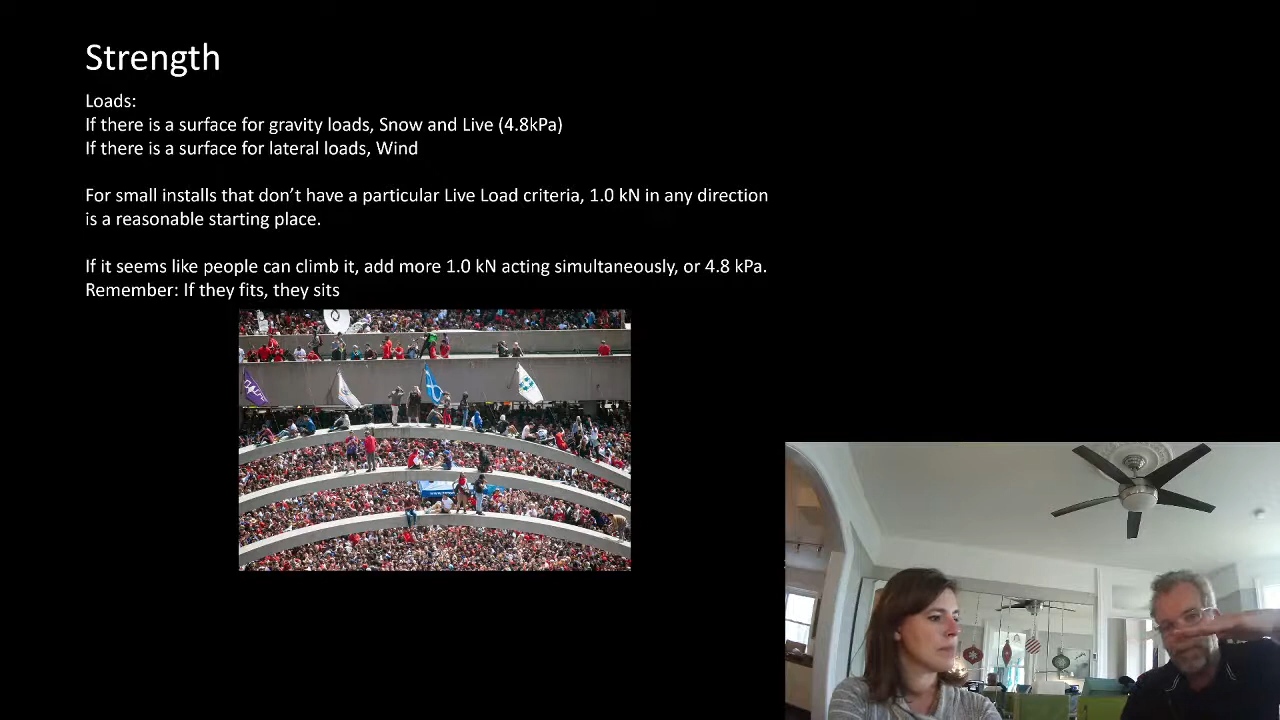 Strength
Loads:
If there is a surface for gravity loads, Snow and Live (4.8kPa)
If there is a surface for lateral loads, Wind
For small installs that don’t have a particular Live Load criteria, 1.0 kN in any direction
is a reasonable starting place.
If it seems like people can climb it, add more 1.0 kN acting simultaneously, or 4.8 kPa.
Remember: If they fits, they sits